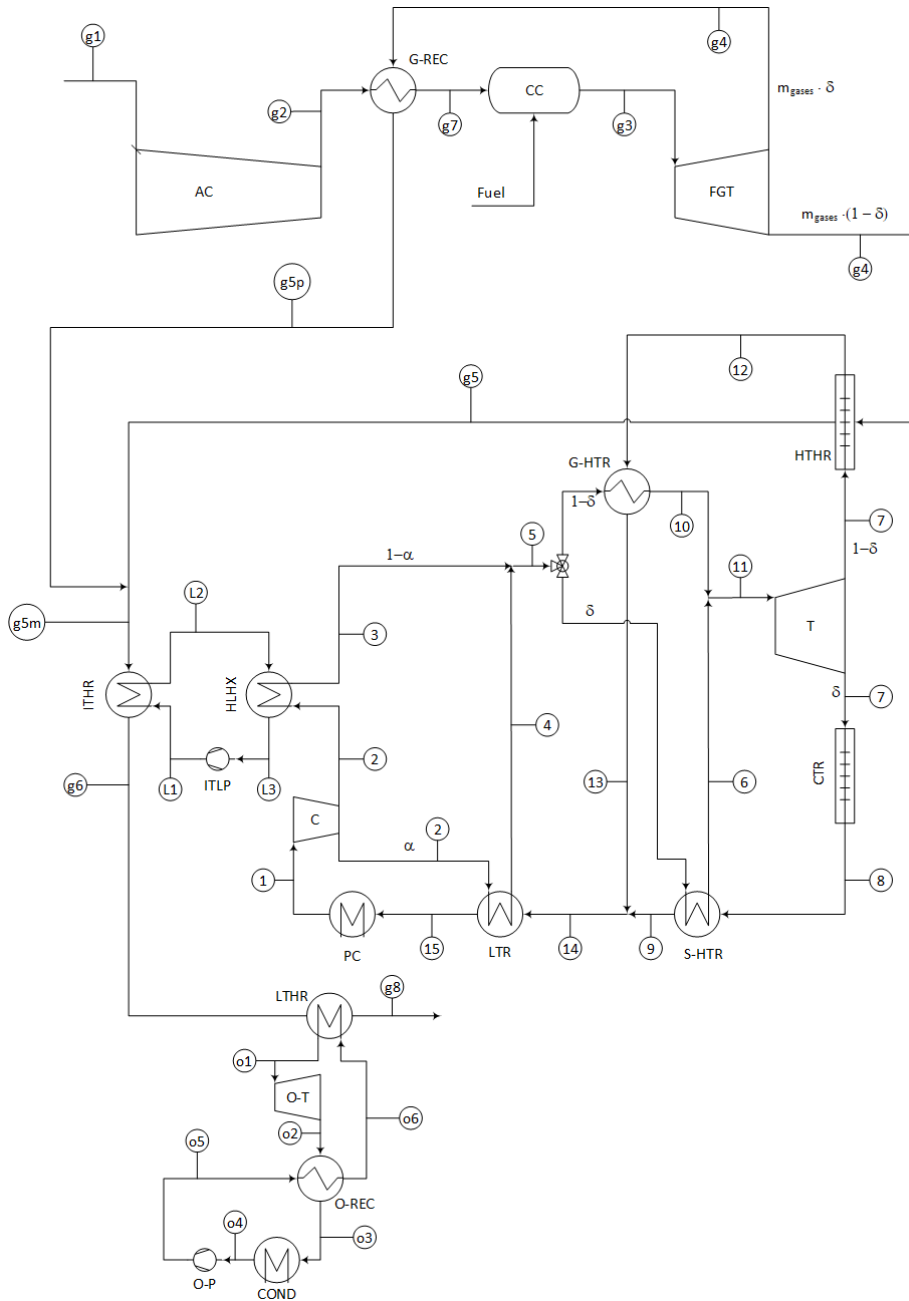 g1
g4
G-REC
CC
m_gases · δ
g2
g7
g3
AC
Fuel
FGT
m_gases ·(1 − δ)
g4
g5p
12
g5
HTHR
G-HTR
1−δ
10
7
5
1−α
1−δ
11
L2
δ
T
g5m
3
ITHR
HLHX
δ
7
4
2
CTR
g6
L1
ITLP
L3
13
6
C
2
α
1
8
PC
15
LTR
14
9
S-HTR
LTHR
g8
o1
O-T
o2
o6
o5
O-REC
o4
o3
O-P
COND